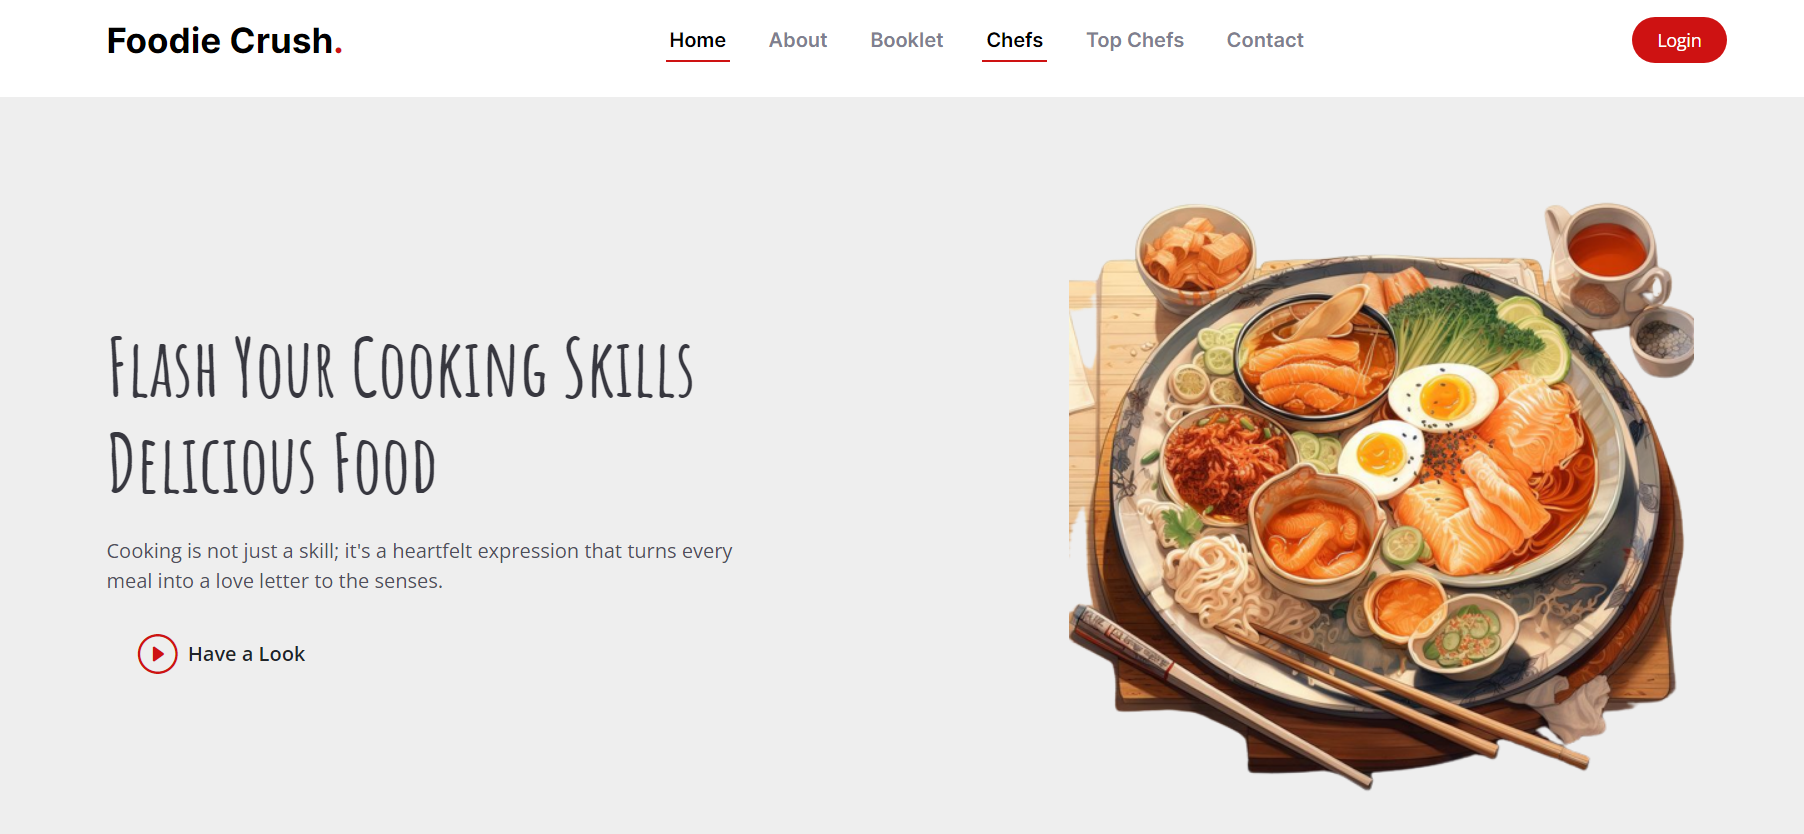 Foodie Crush.
Home About Booklet Chefs Top Chefs Contact
Login
Flash Your Cooking Skills
Delicious Food
Cooking is not just a skill; it's a heartfelt expression that turns every
meal into a love letter to the senses.
Have a Look